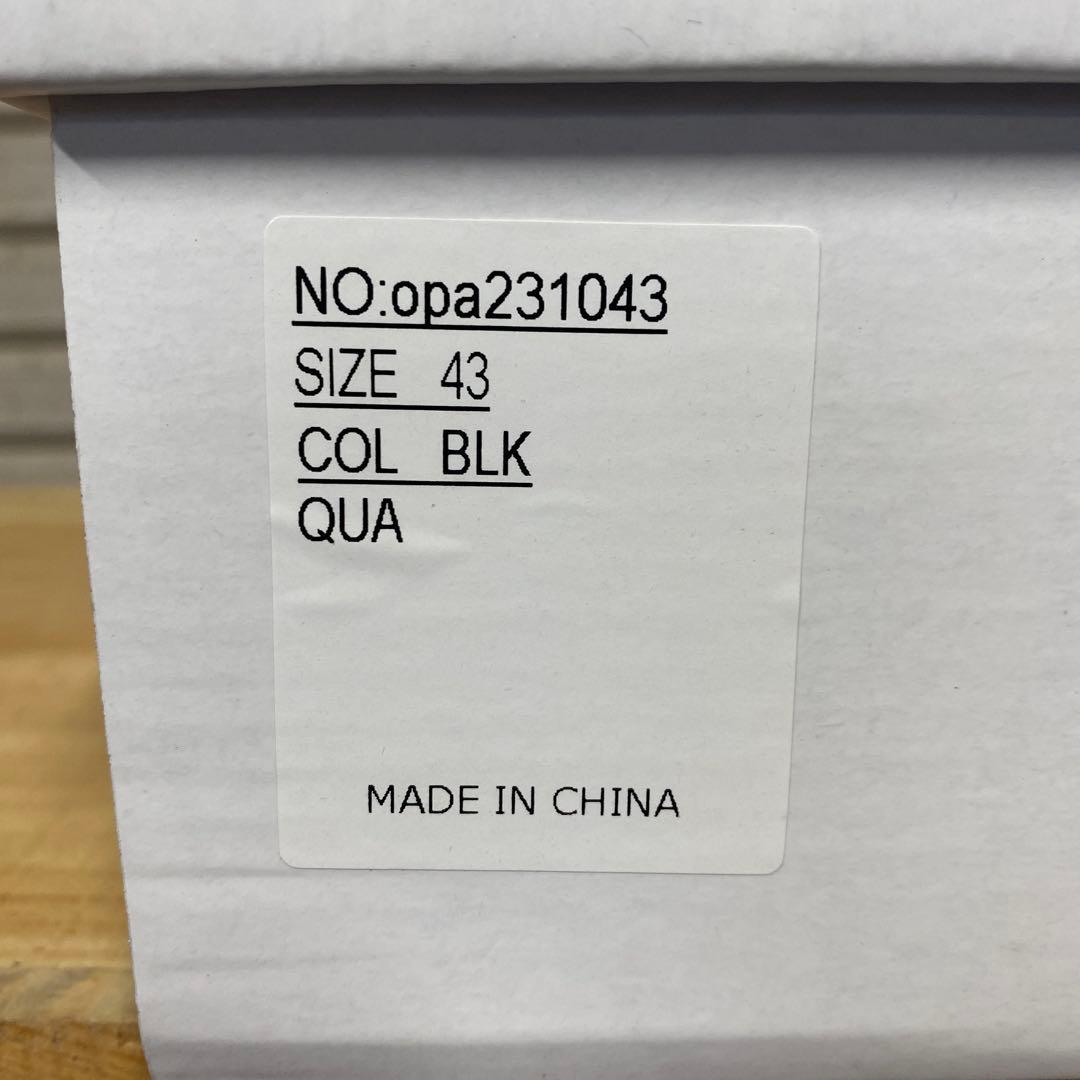 NO:opa231043
SIZE 43
COL BLK
QUA
MADE IN CHINA